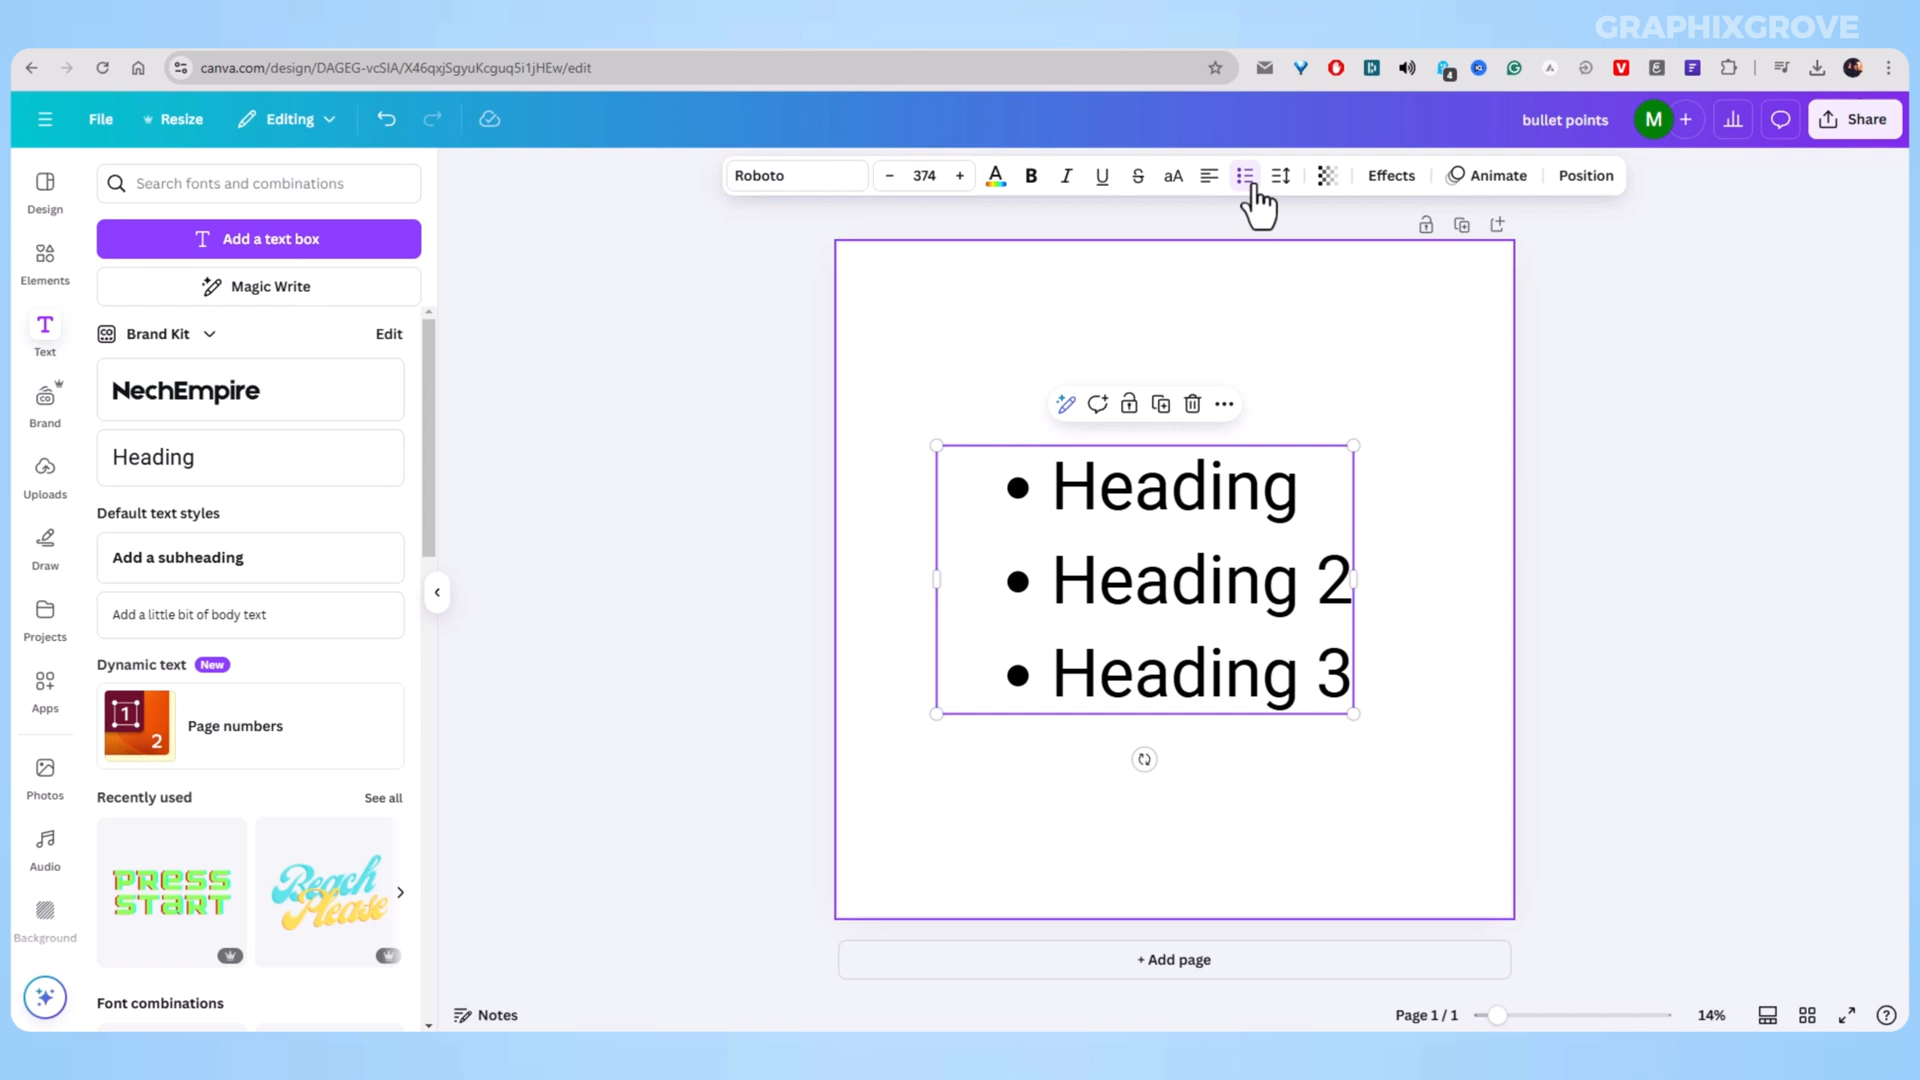 GRAPHIXGROVE
canva.com/design/DAGEG-vcSIA/X46qxjSgyuKcguq5i1jHEw/edit
4
File
Resize
Editing
bullet points
M
Share
Design
Elements
Text
Brand
Uploads
Draw
Projects
Apps
Photos
Audio
Background
Search fonts and combinations
Add a text box
Magic Write
Brand Kit
Edit
NechEmpire
Heading
Default text styles
Add a subheading
Add a little bit of body text
Dynamic text New
1
2
Page numbers
Recently used
See all
PRESS
START
Beach
Please
Font combinations
Roboto
374
A
B
I
U
S
aA
Effects
Animate
Position
• Heading
• Heading 2
• Heading 3
+ Add page
Notes
Page 1 / 1
14%